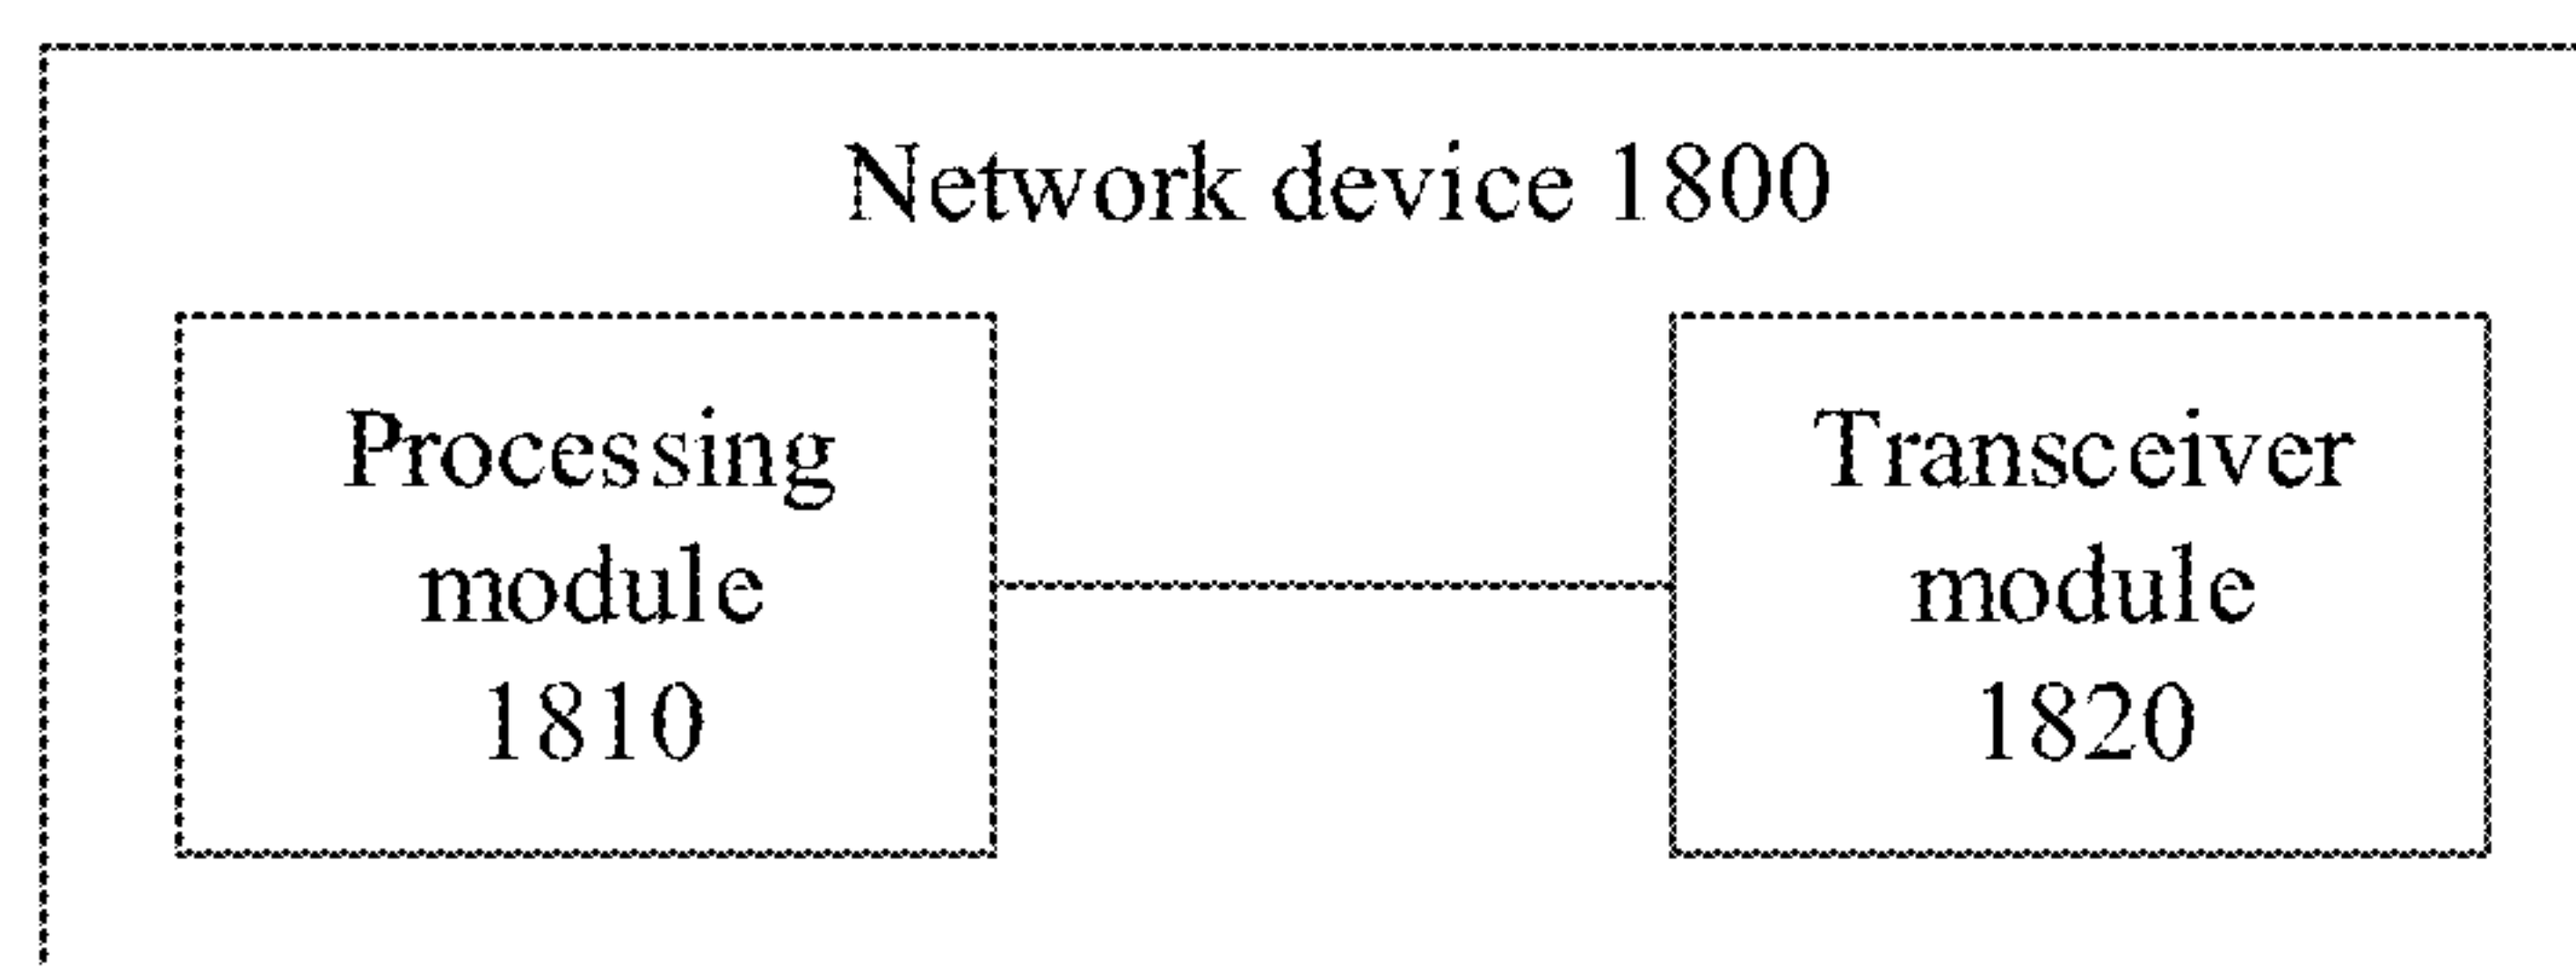 Network device 1800
Processing
module
1810
Transceiver
module
1820